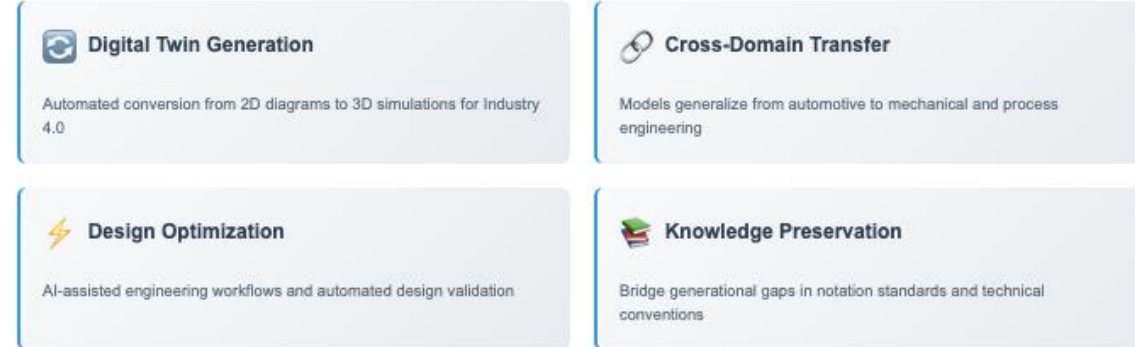 Digital Twin Generation
Automated conversion from 2D diagrams to 3D simulations for Industry
4.0
Cross-Domain Transfer
Models generalize from automotive to mechanical and process
engineering
Design Optimization
AI-assisted engineering workflows and automated design validation
Knowledge Preservation
Bridge generational gaps in notation standards and technical
conventions